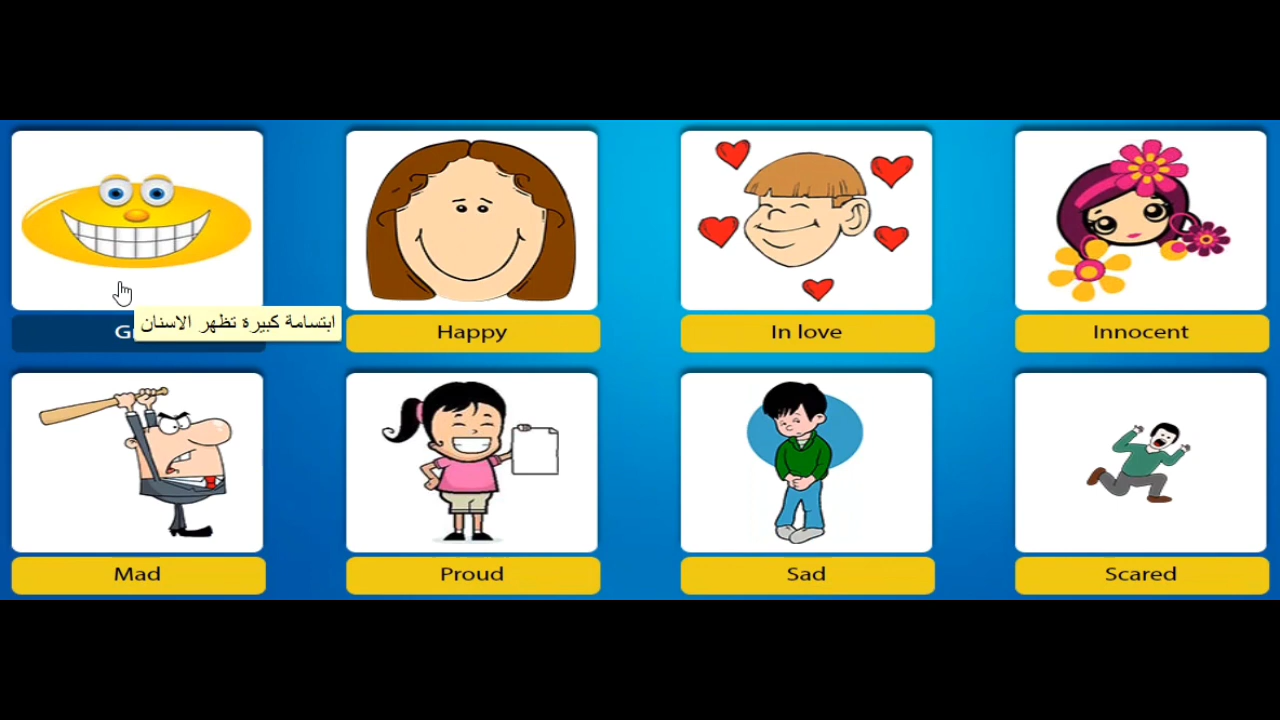 ابتسامة كبيرة تظهر الاسنان
Happy
In love
Innocent
Mad
Proud
Sad
Scared